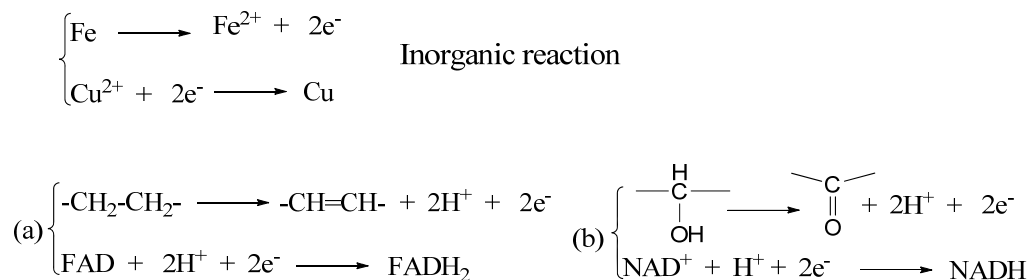 Fe ⟶ Fe²⁺ + 2e⁻
Inorganic reaction
Cu²⁺ + 2e⁻ ⟶ Cu
(a)
-CH₂-CH₂- ⟶ -CH=CH- + 2H⁺ + 2e⁻
FAD + 2H⁺ + 2e⁻ ⟶ FADH₂
(b)
H
C
OH
⟶
C
O
+ 2H⁺ + 2e⁻
NAD⁺ + H⁺ + 2e⁻ ⟶ NADH